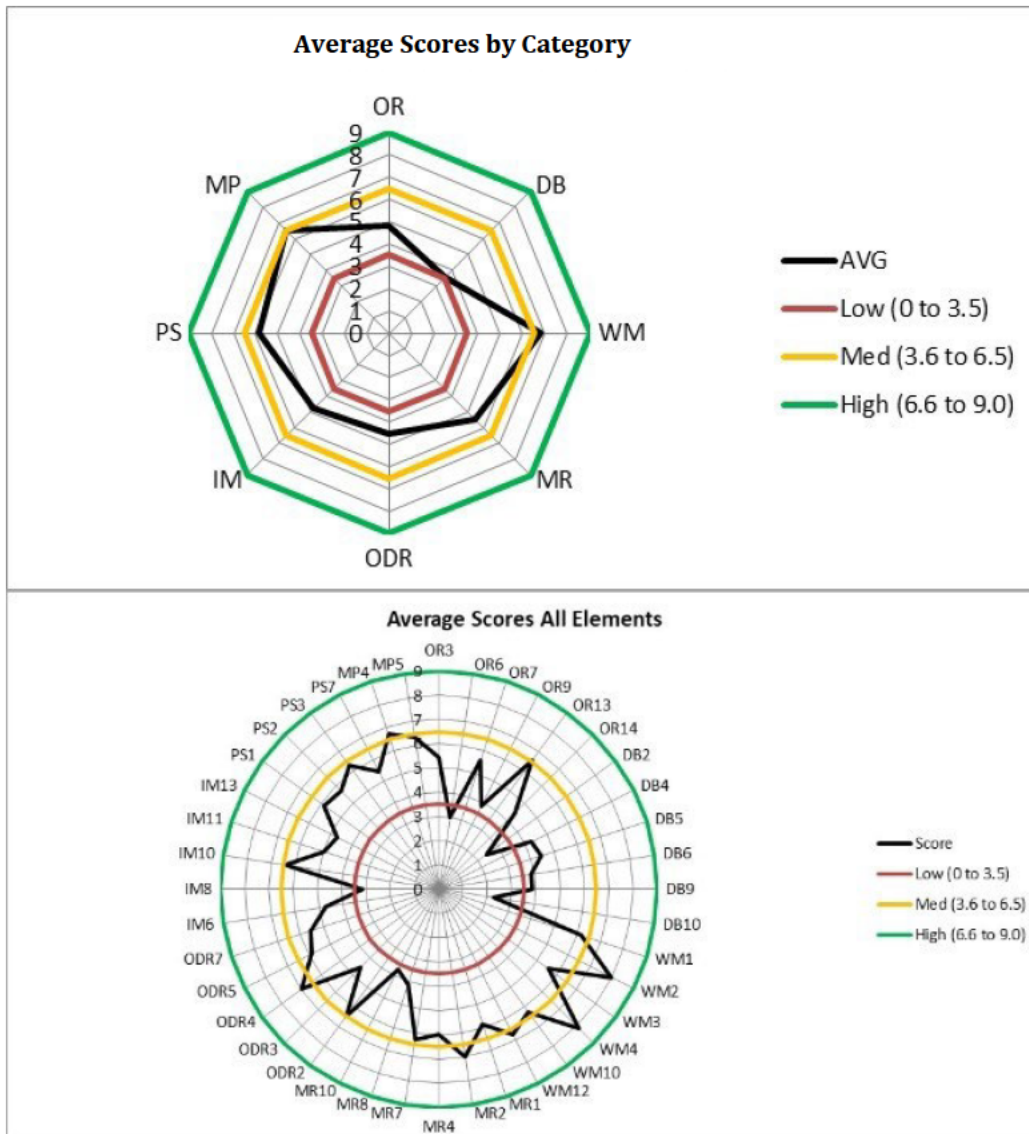 Average Scores by Category
OR
9
8
7
6
5
4
3
2
1
0
MP
DB
PS
WM
IM
MR
ODR
AVG
Low (0 to 3.5)
Med (3.6 to 6.5)
High (6.6 to 9.0)
Average Scores All Elements
OR3
OR6
OR7
OR9
OR13
OR14
DB2
DB4
DB5
DB6
DB9
DB10
WM1
WM2
WM3
WM4
WM10
WM12
MR1
MR2
MR4
MR7
MR8
MR10
ODR2
ODR3
ODR4
ODR5
ODR7
IM6
IM8
IM10
IM11
IM13
PS1
PS2
PS3
PS7
MP4
MP5
9
8
7
6
5
4
3
2
1
0
Score
Low (0 to 3.5)
Med (3.6 to 6.5)
High (6.6 to 9.0)